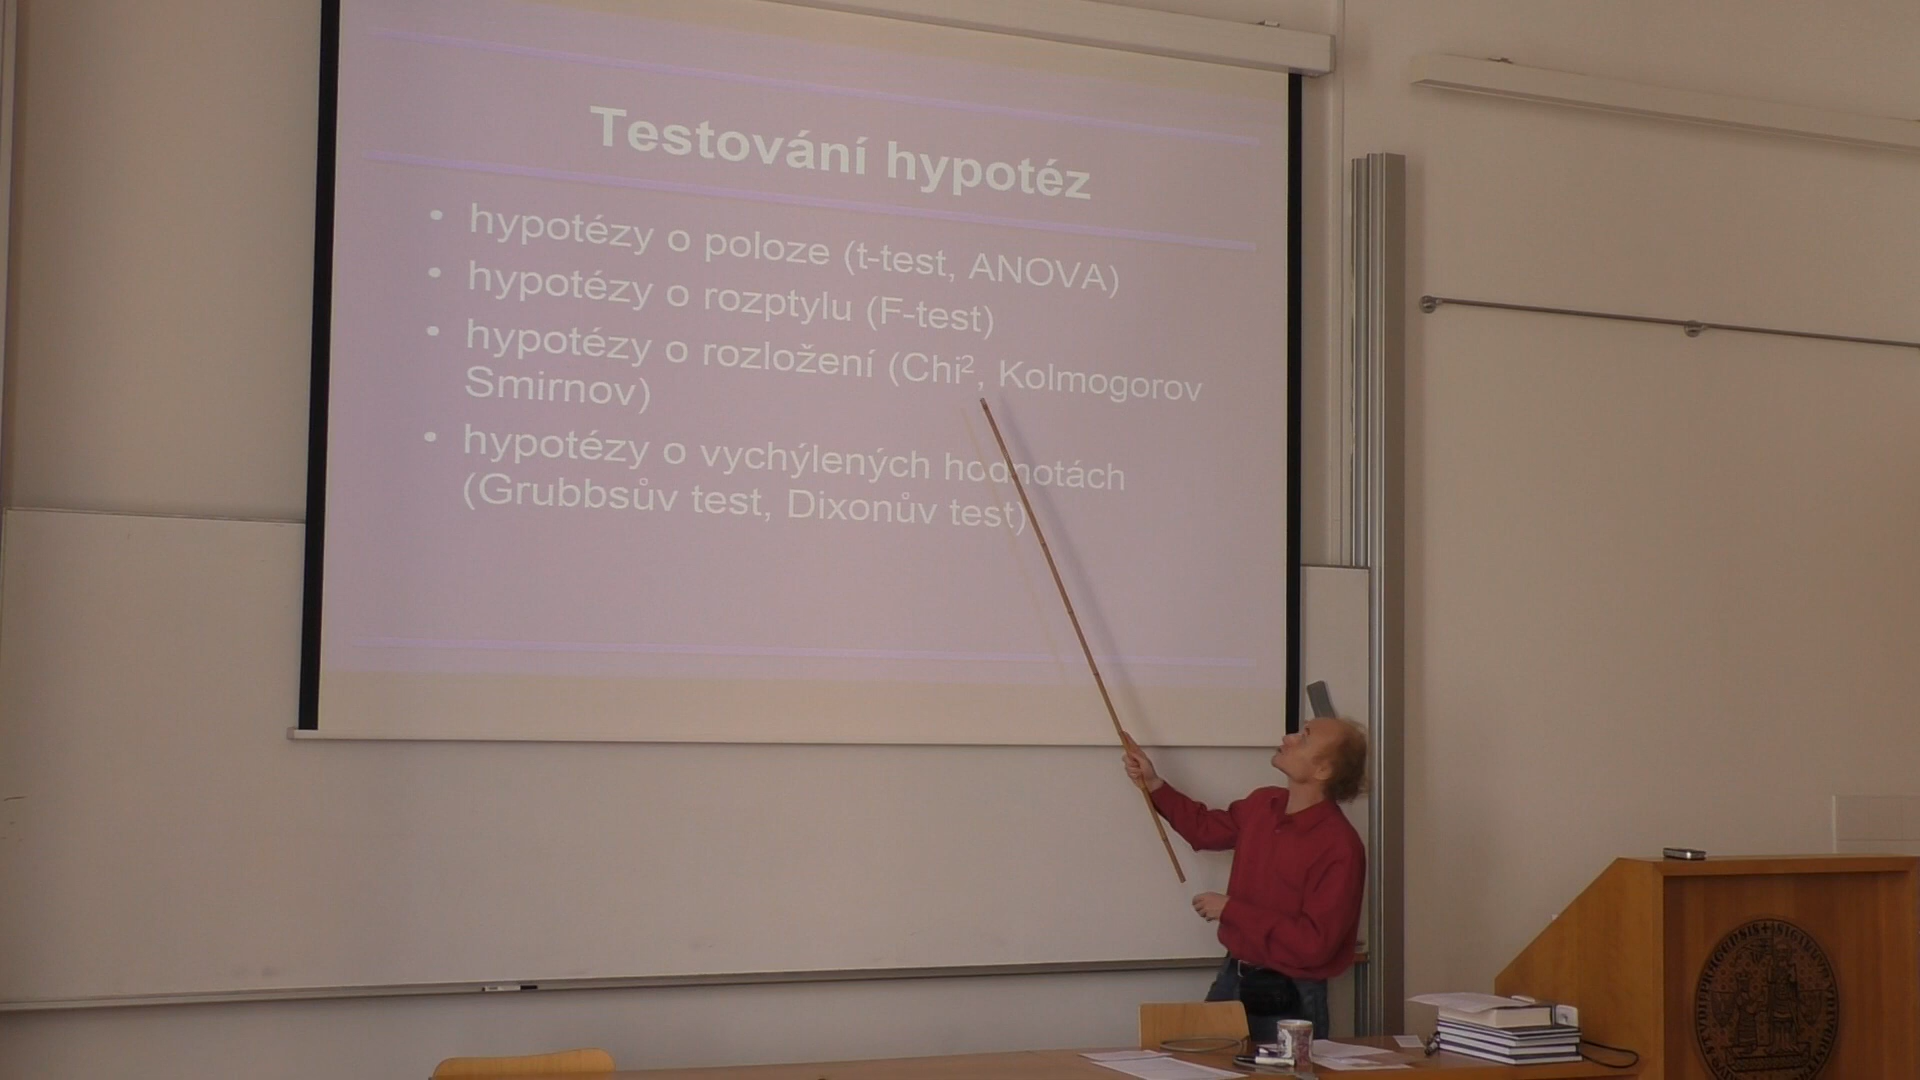 Testování hypotéz
• hypotézy o poloze (t-test, ANOVA)
• hypotézy o rozptylu (F-test)
• hypotézy o rozložení (Chi², Kolmogorov
Smirnov)
• hypotézy o vychýlených hodnotách
(Grubbsův test, Dixonův test)